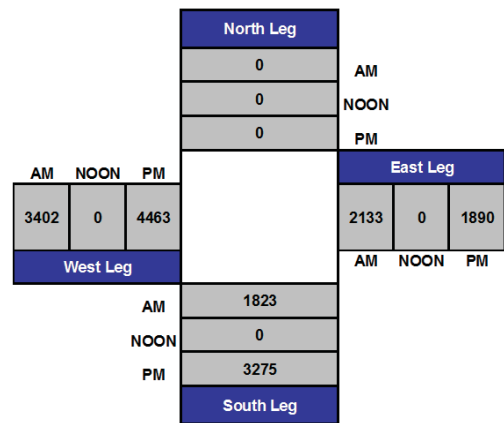 North Leg
0
AM
0
NOON
0
PM
AM NOON PM
East Leg
3402 0 4463
2133 0 1890
West Leg
AM NOON PM
AM
1823
NOON
0
PM
3275
South Leg